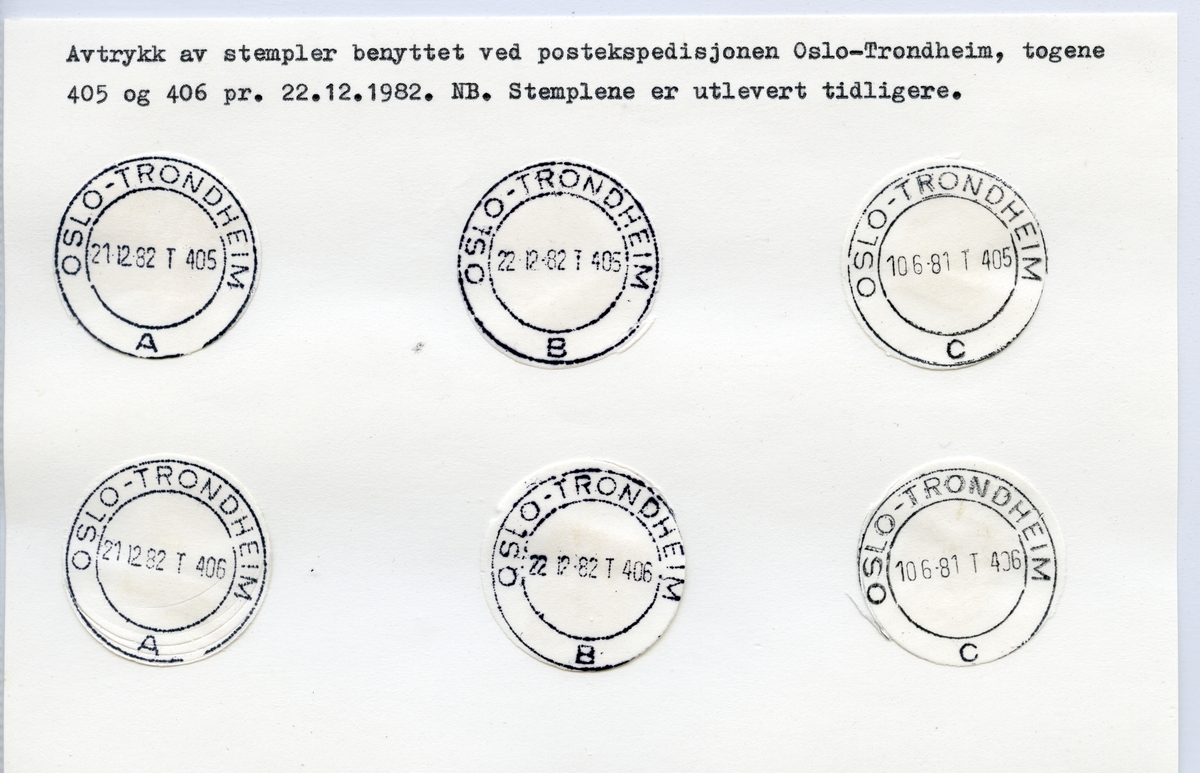 Avtrykk av stempler benyttet ved postekspedisjonen Oslo-Trondheim, togene
405 og 406 pr. 22.12.1982. NB. Stemplene er utlevert tidligere.
OSLO-TRONDHEIM
21 12 82 T 405
A
OSLO-TRONDHEIM
22 12 82 T 405
B
OSLO-TRONDHEIM
10 6 81 T 405
C
OSLO-TRONDHEIM
21 12 82 T 406
A
OSLO-TRONDHEIM
22 12 82 T 406
B
OSLO-TRONDHEIM
10 6 81 T 406
C